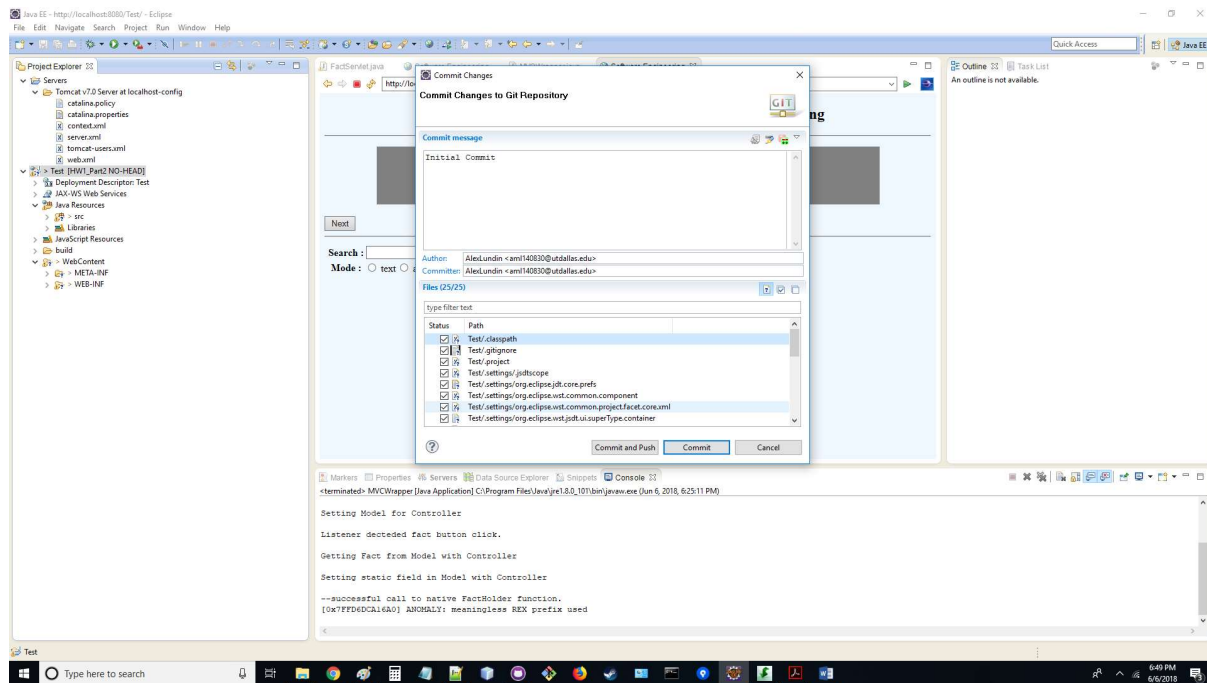 Java EE - http://localhost:8080/Test/ - Eclipse
File Edit Navigate Search Project Run Window Help
Quick Access
Java EE
Project Explorer
Servers
Tomcat v7.0 Server at localhost-config
catalina.policy
catalina.properties
context.xml
server.xml
tomcat-users.xml
web.xml
> Test [HW1_Part2 NO-HEAD]
Deployment Descriptor: Test
JAX-WS Web Services
Java Resources
> src
Libraries
JavaScript Resources
build
> WebContent
> META-INF
> WEB-INF
FactServlet.java
http://lo
ng
Next
Search :
Mode : text
Commit Changes
Commit Changes to Git Repository
GIT
Commit message
Initial Commit
Author: AlexLundin <aml140830@utdallas.edu>
Committer: AlexLundin <aml140830@utdallas.edu>
Files (25/25)
type filter text
Status Path
Test/.classpath
Test/.gitignore
Test/.project
Test/.settings/.jsdtscope
Test/.settings/org.eclipse.jdt.core.prefs
Test/.settings/org.eclipse.wst.common.component
Test/.settings/org.eclipse.wst.common.project.facet.core.xml
Test/.settings/org.eclipse.wst.jsdt.ui.superType.container
Commit and Push Commit Cancel
Outline Task List
An outline is not available.
Markers Properties Servers Data Source Explorer Snippets Console
<terminated> MVCWrapper [Java Application] C:\Program Files\Java\jre1.8.0_101\bin\javaw.exe (Jun 6, 2018, 6:25:11 PM)
Setting Model for Controller
Listener decteded fact button click.
Getting Fact from Model with Controller
Setting static field in Model with Controller
--successful call to native FactHolder function.
[0x7FFD6DCA16A0] ANOMALY: meaningless REX prefix used
Test
Type here to search
6:49 PM
6/6/2018